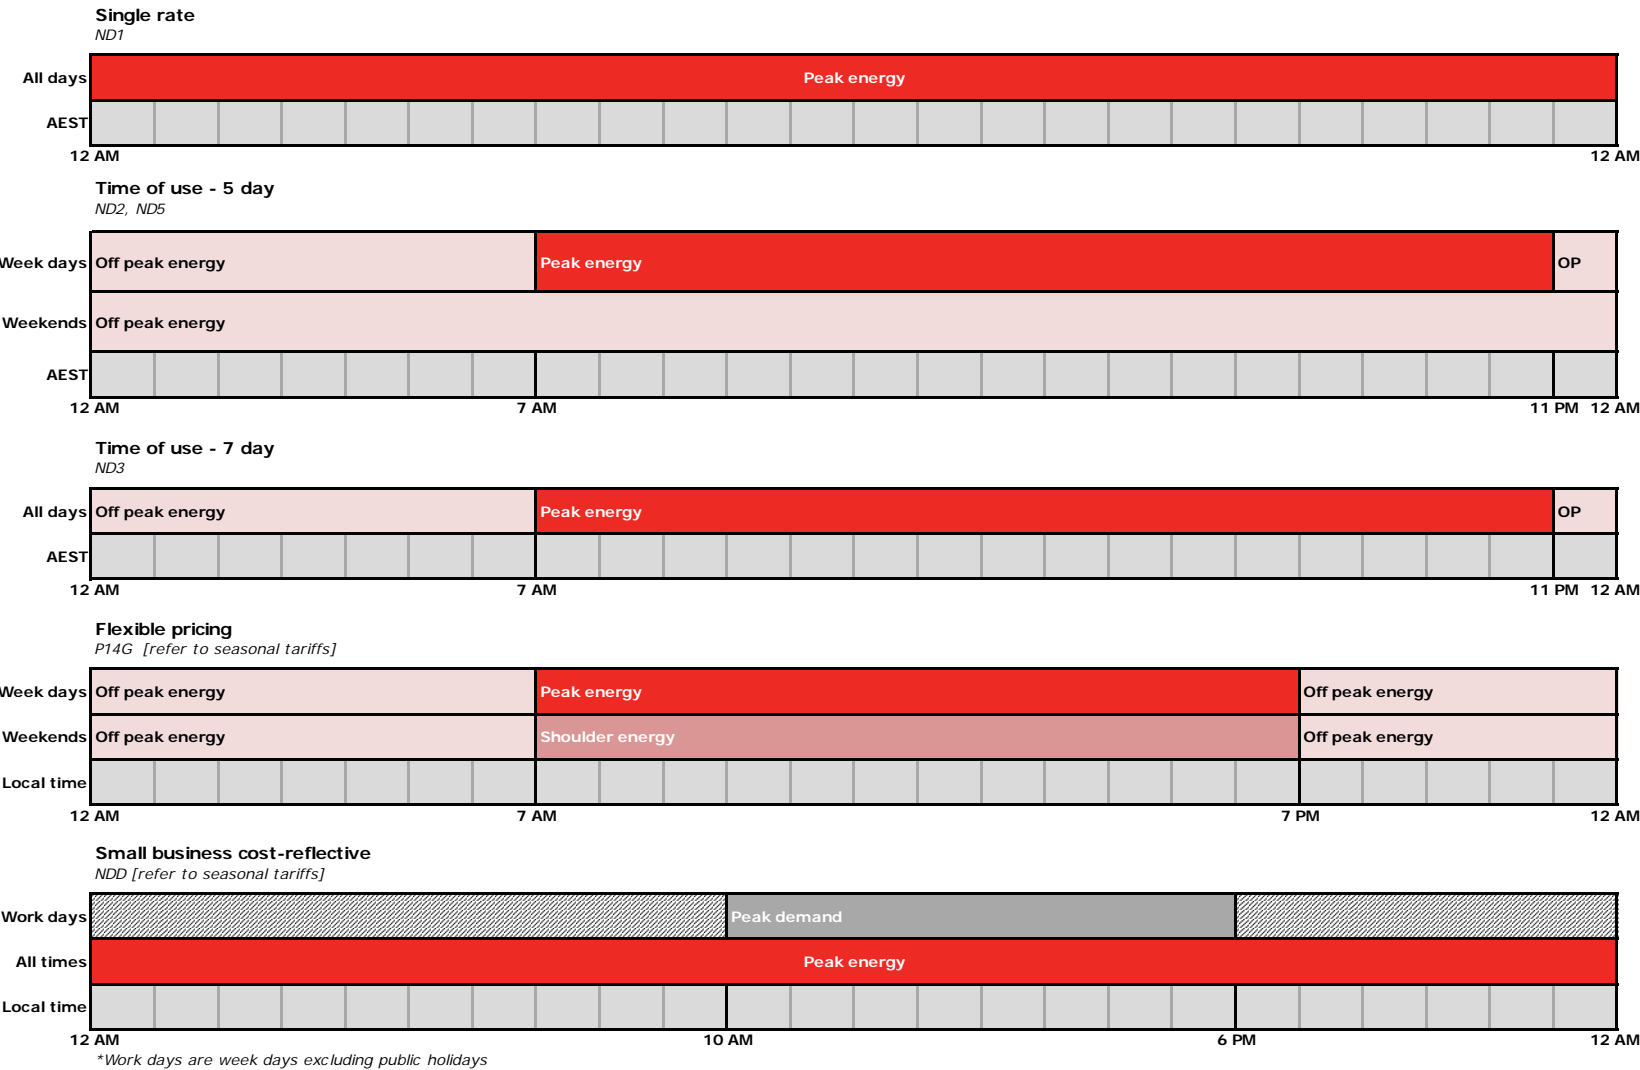 Single rate
ND1
All days Peak energy
AEST
12 AM 12 AM
Time of use - 5 day
ND2, ND5
Week days Off peak energy Peak energy OP
Weekends Off peak energy
AEST
12 AM 7 AM 11 PM 12 AM
Time of use - 7 day
ND3
All days Off peak energy Peak energy OP
AEST
12 AM 7 AM 11 PM 12 AM
Flexible pricing
P14G [refer to seasonal tariffs]
Week days Off peak energy Peak energy Off peak energy
Weekends Off peak energy Shoulder energy Off peak energy
Local time
12 AM 7 AM 7 PM 12 AM
Small business cost-reflective
NDD [refer to seasonal tariffs]
Work days Peak demand
All times Peak energy
Local time
12 AM 10 AM 6 PM 12 AM
*Work days are week days excluding public holidays